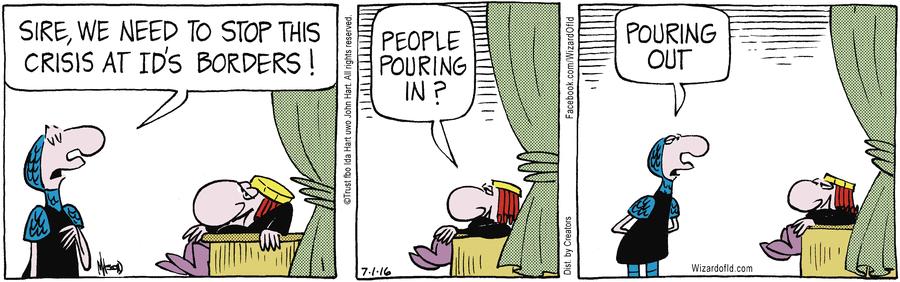 SIRE, WE NEED TO STOP THIS
CRISIS AT ID'S BORDERS!
©Trust fbo Ida Hart uwo John Hart. All rights reserved.
PEOPLE
POURING
IN?
7-1-16
Facebook.com/WizardOfId
Dist. by Creators
POURING
OUT
Wizardofid.com